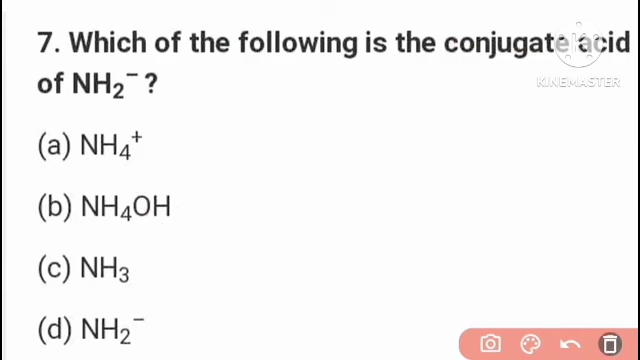 7. Which of the following is the conjugate acid
of NH₂⁻ ?
KINEMASTER
(a) NH₄⁺
(b) NH₄OH
(c) NH₃
(d) NH₂⁻